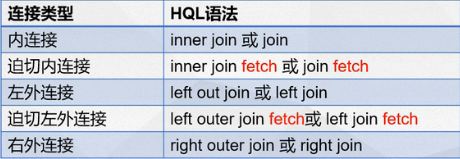 连接类型 HQL语法
内连接 inner join 或 join
迫切内连接 inner join fetch 或 join fetch
左外连接 left out join 或 left join
迫切左外连接 left outer join fetch或 left join fetch
右外连接 right outer join 或 right join